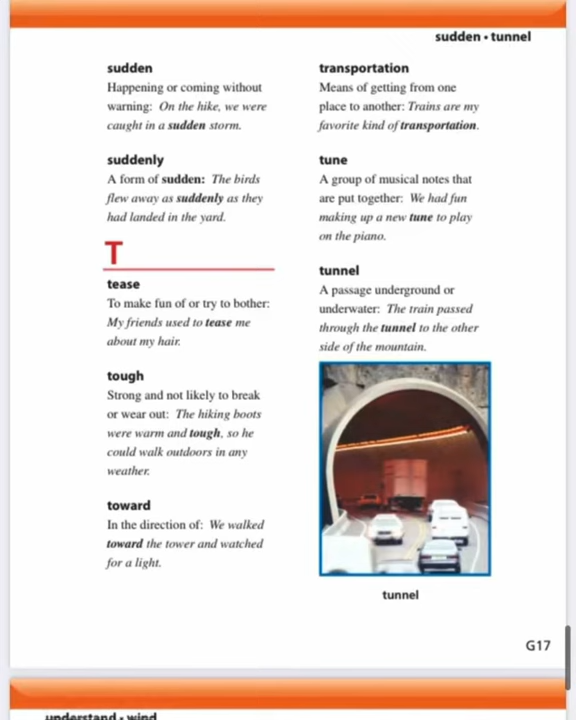 sudden • tunnel
sudden
Happening or coming without
warning: On the hike, we were
caught in a sudden storm.
suddenly
A form of sudden: The birds
flew away as suddenly as they
had landed in the yard.
T
tease
To make fun of or try to bother:
My friends used to tease me
about my hair.
tough
Strong and not likely to break
or wear out: The hiking boots
were warm and tough, so he
could walk outdoors in any
weather.
toward
In the direction of: We walked
toward the tower and watched
for a light.
transportation
Means of getting from one
place to another: Trains are my
favorite kind of transportation.
tune
A group of musical notes that
are put together: We had fun
making up a new tune to play
on the piano.
tunnel
A passage underground or
underwater: The train passed
through the tunnel to the other
side of the mountain.
tunnel
G17
understand • wind